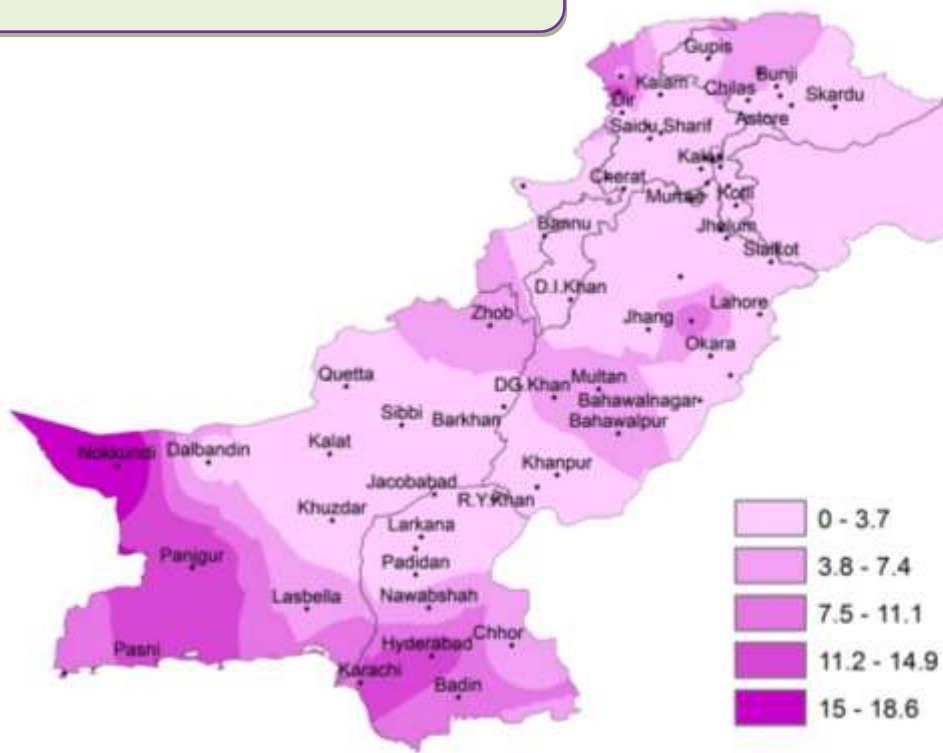 Gupis
Kalam
Chilas
Bunji
Skardu
Dir
Astore
Saidu Sharif
Cherat
Kotli
Bannu
Jhelum
Sialkot
D.I.Khan
Zhob
Jhang
Lahore
Okara
Quetta
DG.Khan
Multan
Bahawalnagar
Sibbi
Barkhan
Bahawalpur
Nokkundi
Dalbandin
Kalat
Khanpur
Jacobabad
R.Y.Khan
Khuzdar
Larkana
0 - 3.7
Panjgur
Padidan
3.8 - 7.4
Lasbella
Nawabshah
7.5 - 11.1
Pasni
Hyderabad
Chhor
11.2 - 14.9
Karachi
Badin
15 - 18.6